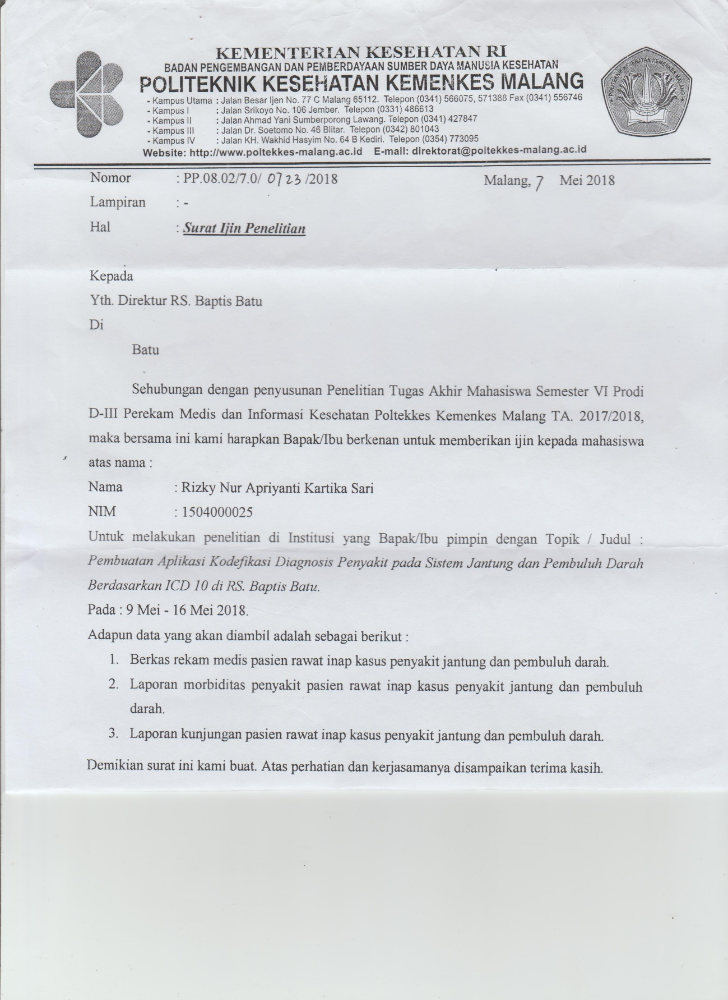 KEMENTERIAN KESEHATAN RI
BADAN PENGEMBANGAN DAN PEMBERDAYAAN SUMBER DAYA MANUSIA KESEHATAN
POLITEKNIK KESEHATAN KEMENKES MALANG
- Kampus Utama : Jalan Besar Ijen No. 77 C Malang 65112. Telepon (0341) 566075, 571388 Fax (0341) 556746
- Kampus I : Jalan Srikoyo No. 106 Jember. Telepon (0331) 486613
- Kampus II : Jalan Ahmad Yani Sumberporong Lawang. Telepon (0341) 427847
- Kampus III : Jalan Dr. Soetomo No. 46 Blitar. Telepon (0342) 801043
- Kampus IV : Jalan KH. Wakhid Hasyim No. 64 B Kediri. Telepon (0354) 773095
Website: http://www.poltekkes-malang.ac.id E-mail: direktorat@poltekkes-malang.ac.id
POLITEKNIK KESEHATAN KEMENKES MALANG
Nomor : PP.08.02/7.0/ 0723 /2018 Malang, 7 Mei 2018
Lampiran : -
Hal : Surat Ijin Penelitian
Kepada
Yth. Direktur RS. Baptis Batu
Di
Batu
Sehubungan dengan penyusunan Penelitian Tugas Akhir Mahasiswa Semester VI Prodi
D-III Perekam Medis dan Informasi Kesehatan Poltekkes Kemenkes Malang TA. 2017/2018,
maka bersama ini kami harapkan Bapak/Ibu berkenan untuk memberikan ijin kepada mahasiswa
atas nama :
Nama : Rizky Nur Apriyanti Kartika Sari
NIM : 1504000025
Untuk melakukan penelitian di Institusi yang Bapak/Ibu pimpin dengan Topik / Judul :
Pembuatan Aplikasi Kodefikasi Diagnosis Penyakit pada Sistem Jantung dan Pembuluh Darah
Berdasarkan ICD 10 di RS. Baptis Batu.
Pada : 9 Mei - 16 Mei 2018.
Adapun data yang akan diambil adalah sebagai berikut :
1. Berkas rekam medis pasien rawat inap kasus penyakit jantung dan pembuluh darah.
2. Laporan morbiditas penyakit pasien rawat inap kasus penyakit jantung dan pembuluh
darah.
3. Laporan kunjungan pasien rawat inap kasus penyakit jantung dan pembuluh darah.
Demikian surat ini kami buat. Atas perhatian dan kerjasamanya disampaikan terima kasih.